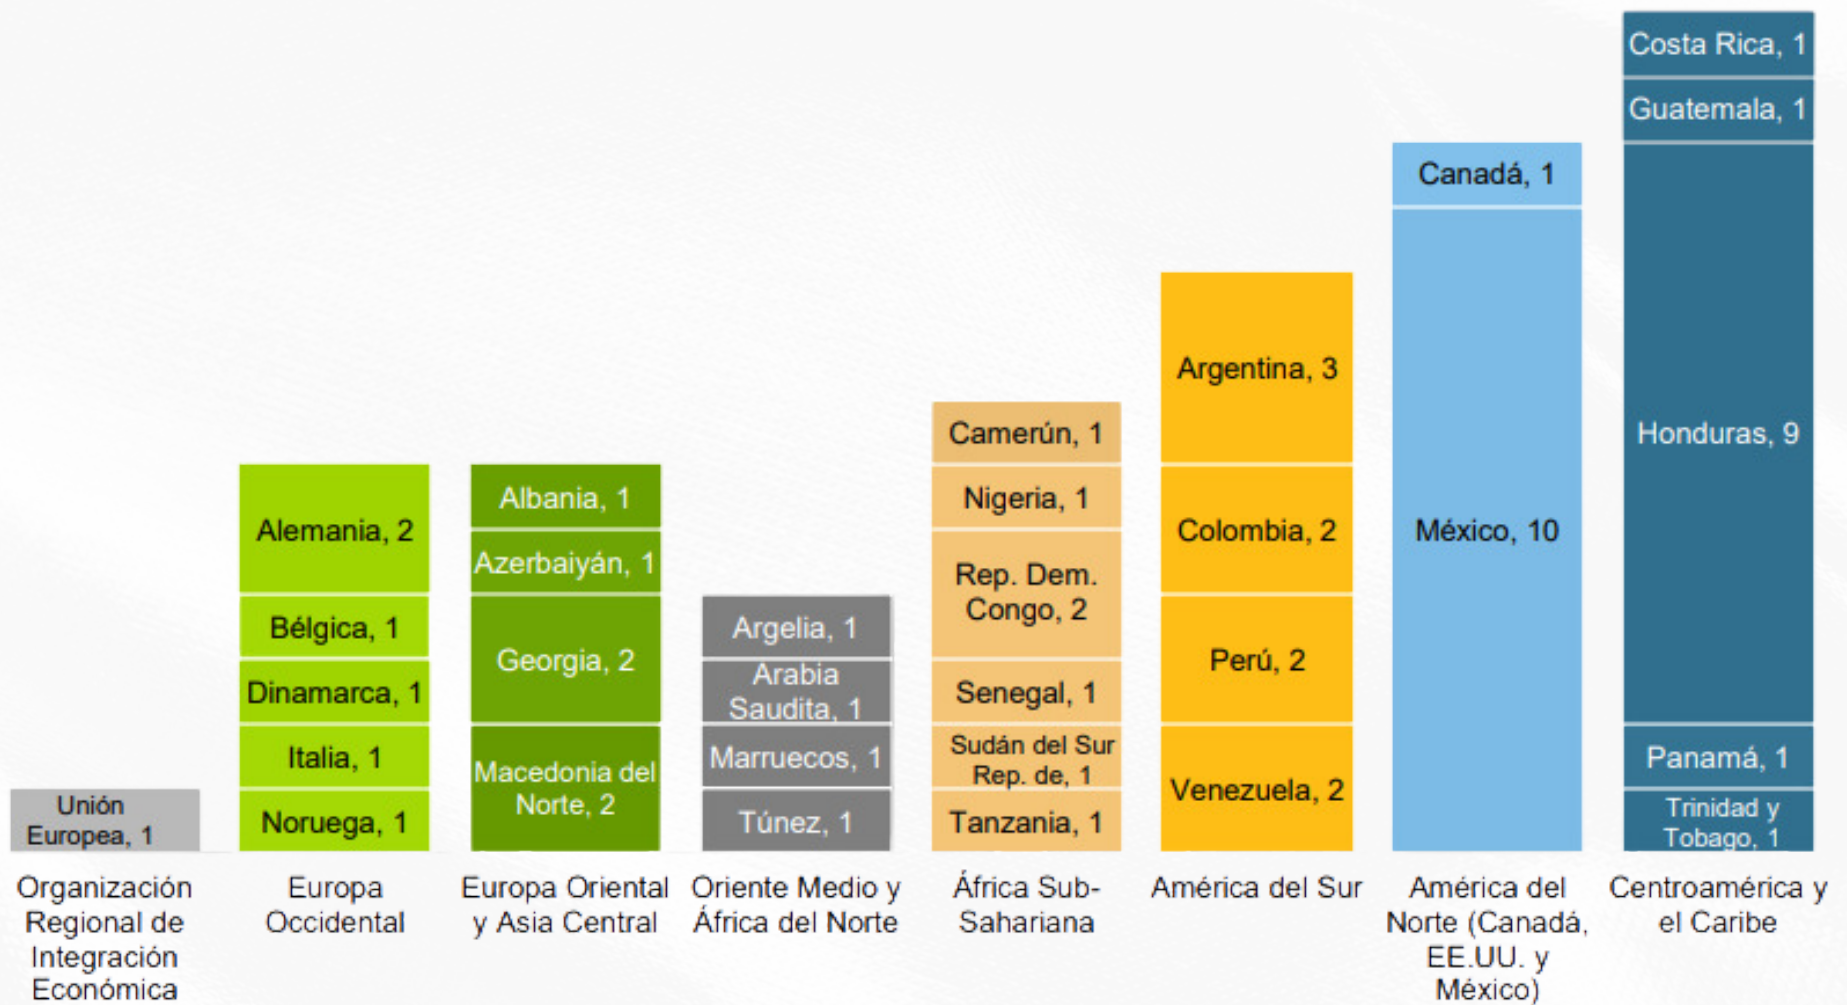 Unión
Europea, 1
Organización
Regional de
Integración
Económica
Alemania, 2
Bélgica, 1
Dinamarca, 1
Italia, 1
Noruega, 1
Europa
Occidental
Albania, 1
Azerbaiyán, 1
Georgia, 2
Macedonia del
Norte, 2
Europa Oriental
y Asia Central
Argelia, 1
Arabia
Saudita, 1
Marruecos, 1
Túnez, 1
Oriente Medio y
África del Norte
Camerún, 1
Nigeria, 1
Rep. Dem.
Congo, 2
Senegal, 1
Sudán del Sur
Rep. de, 1
Tanzania, 1
África Sub-
Sahariana
Argentina, 3
Colombia, 2
Perú, 2
Venezuela, 2
América del Sur
Canadá, 1
México, 10
América del
Norte (Canadá,
EE.UU. y
México)
Costa Rica, 1
Guatemala, 1
Honduras, 9
Panamá, 1
Trinidad y
Tobago, 1
Centroamérica y
el Caribe